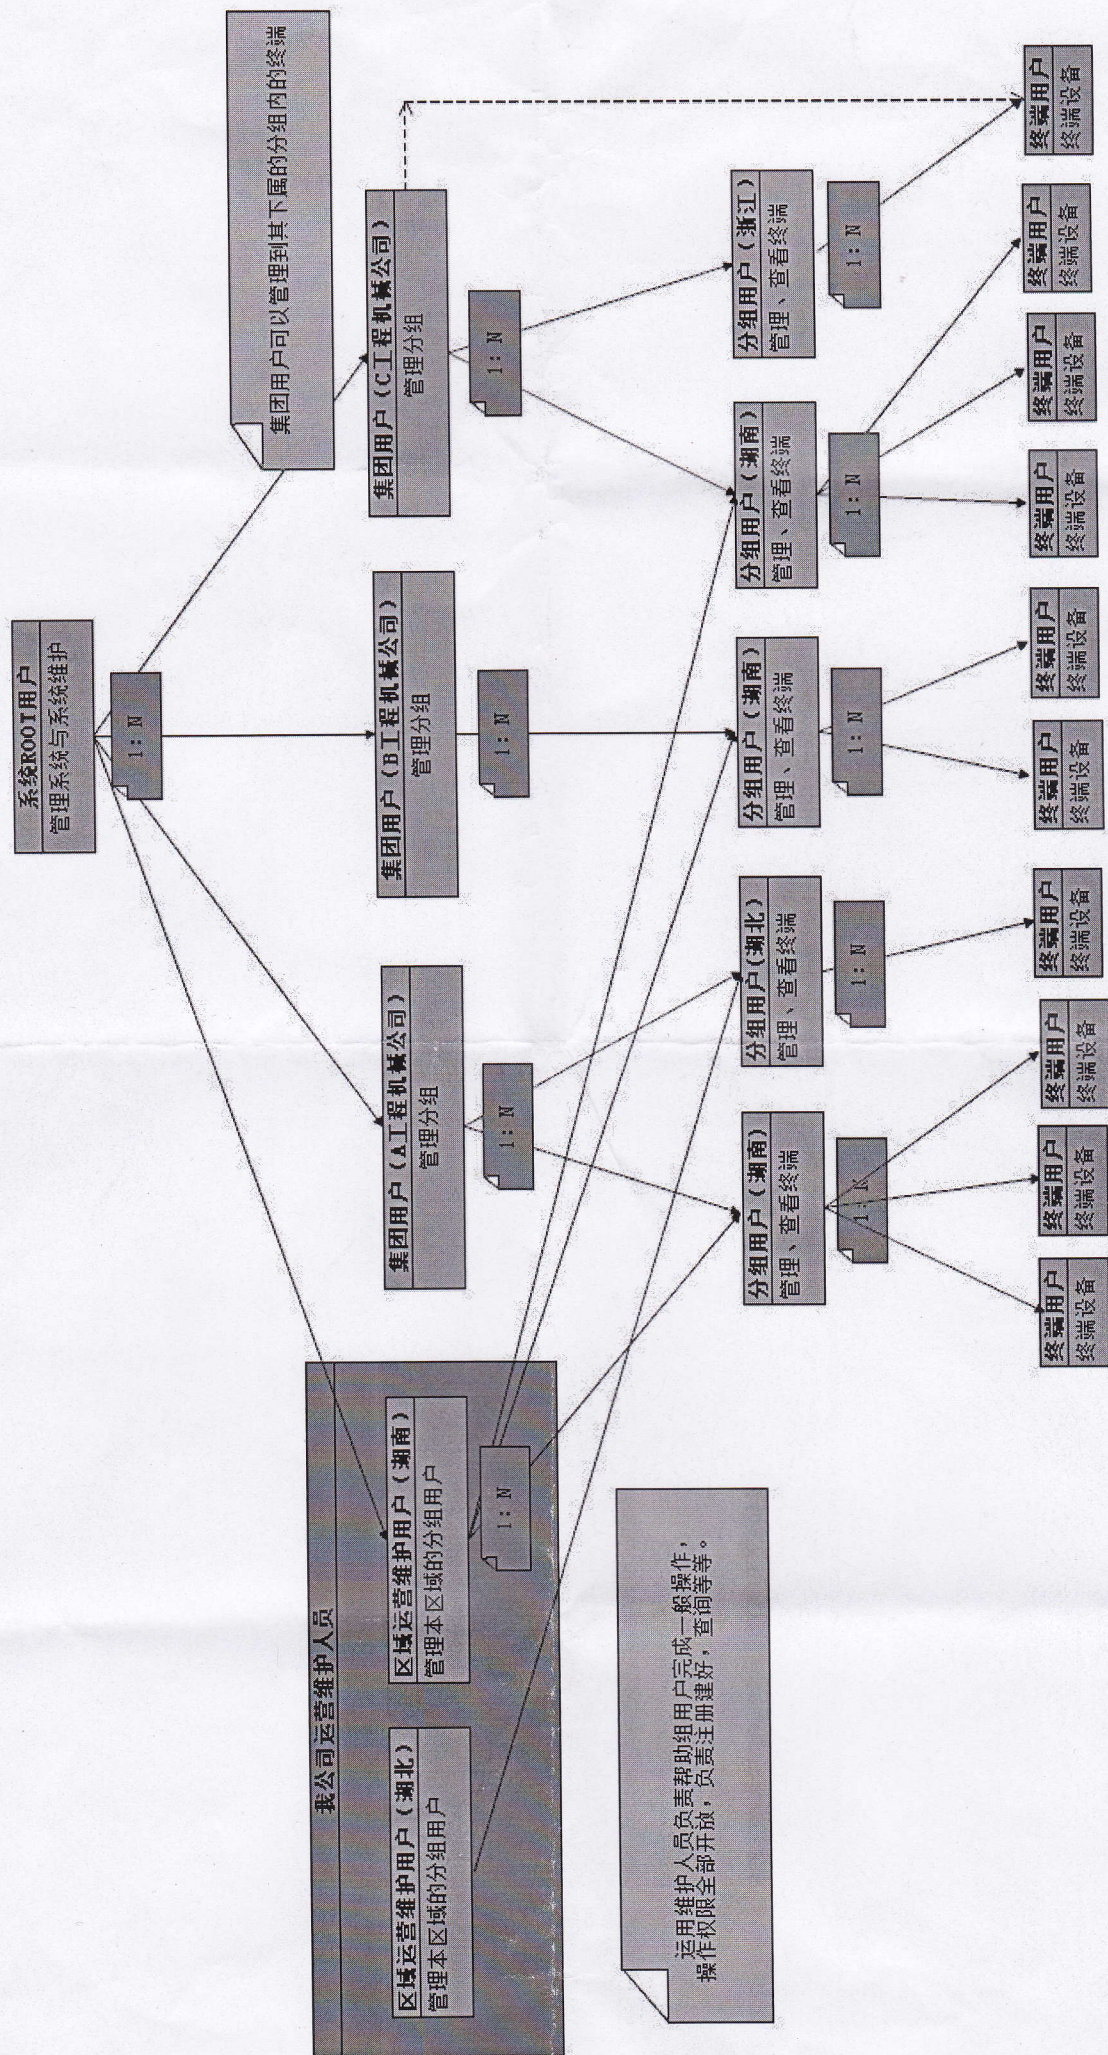 系统ROOT用户
管理系统与系统维护
1: N
集团用户可以管理到其下属的分组内的终端
我公司运营维护人员
区域运营维护用户（湖北）
管理本区域的分组用户
区域运营维护用户（湖南）
管理本区域的分组用户
1: N
集团用户（A工程机械公司）
管理分组
1: N
集团用户（B工程机械公司）
管理分组
1: N
集团用户（C工程机械公司）
管理分组
1: N
运用维护人员负责帮助组用户完成一般操作，
操作权限全部开放，负责注册建好，查询等等。
分组用户（湖南）
管理、查看终端
1: N
分组用户(湖北）
管理、查看终端
1: N
分组用户（湖南）
管理、查看终端
1: N
分组用户（湖南）
管理、查看终端
1: N
分组用户（浙江）
管理、查看终端
1: N
终端用户
终端设备
终端用户
终端设备
终端用户
终端设备
终端用户
终端设备
终端用户
终端设备
终端用户
终端设备
终端用户
终端设备
终端用户
终端设备
终端用户
终端设备
终端用户
终端设备